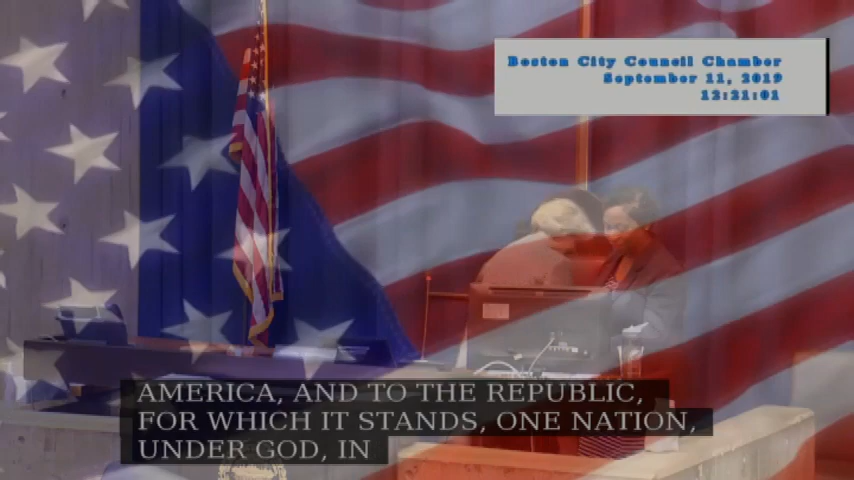 Boston City Council Chamber
September 11, 2019
12:21:01
AMERICA, AND TO THE REPUBLIC,
FOR WHICH IT STANDS, ONE NATION,
UNDER GOD, IN